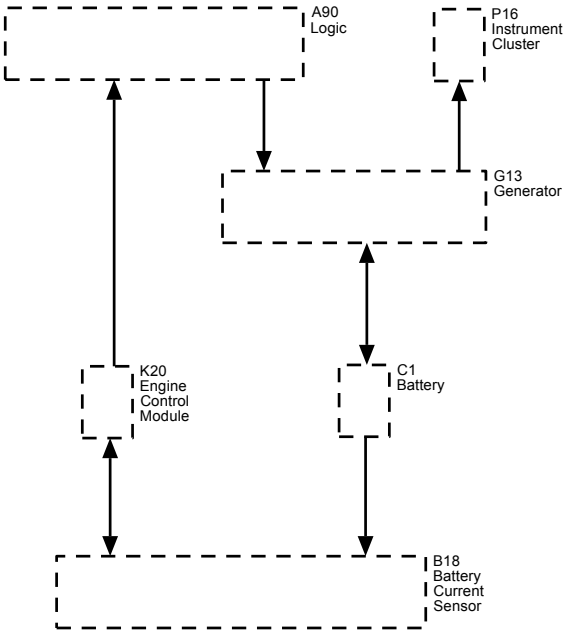 A90
Logic
P16
Instrument
Cluster
G13
Generator
K20
Engine
Control
Module
C1
Battery
B18
Battery
Current
Sensor